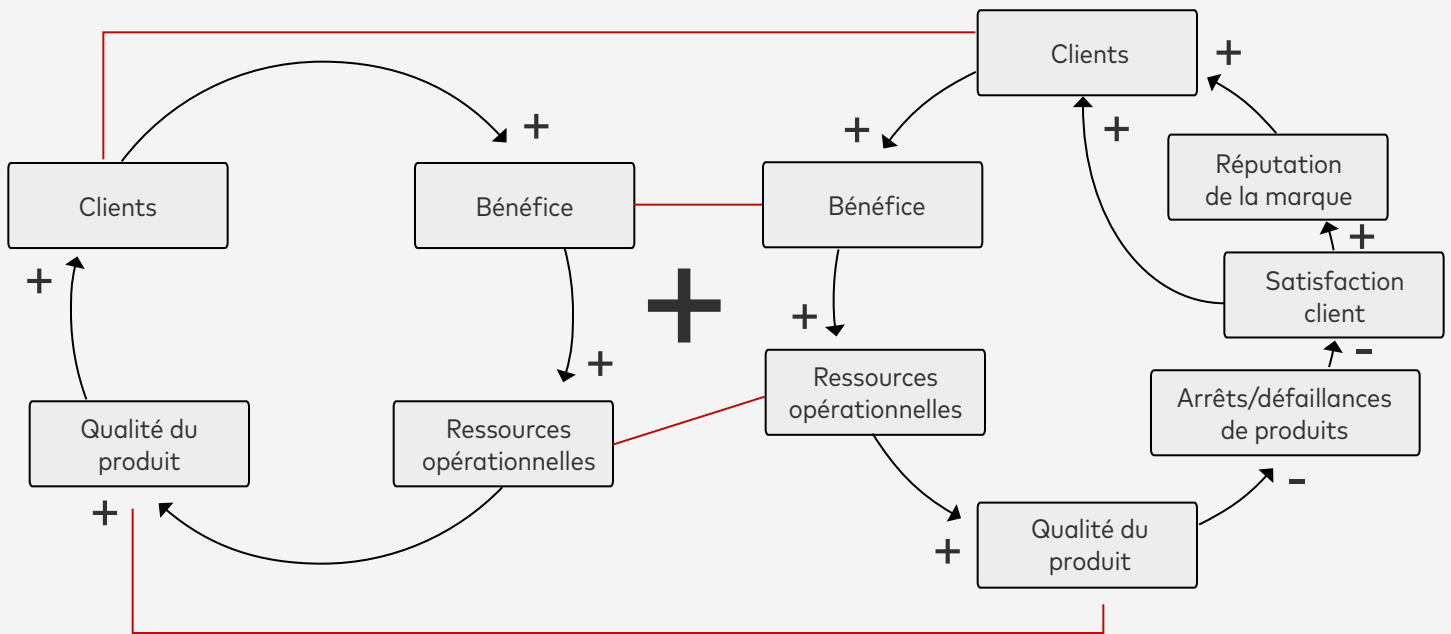 Clients
+
+
+
+
Réputation
de la marque
Clients
Bénéfice
Bénéfice
+
+
Satisfaction
client
+
+
-
Ressources
opérationnelles
Arrêts/défaillances
de produits
+
Qualité du
produit
Ressources
opérationnelles
-
+
Qualité du
produit
+